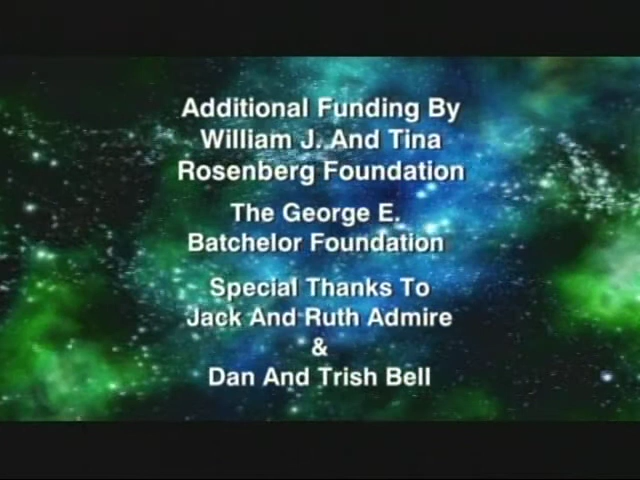 Additional Funding By
William J. And Tina
Rosenberg Foundation
The George E.
Batchelor Foundation
Special Thanks To
Jack And Ruth Admire
&
Dan And Trish Bell